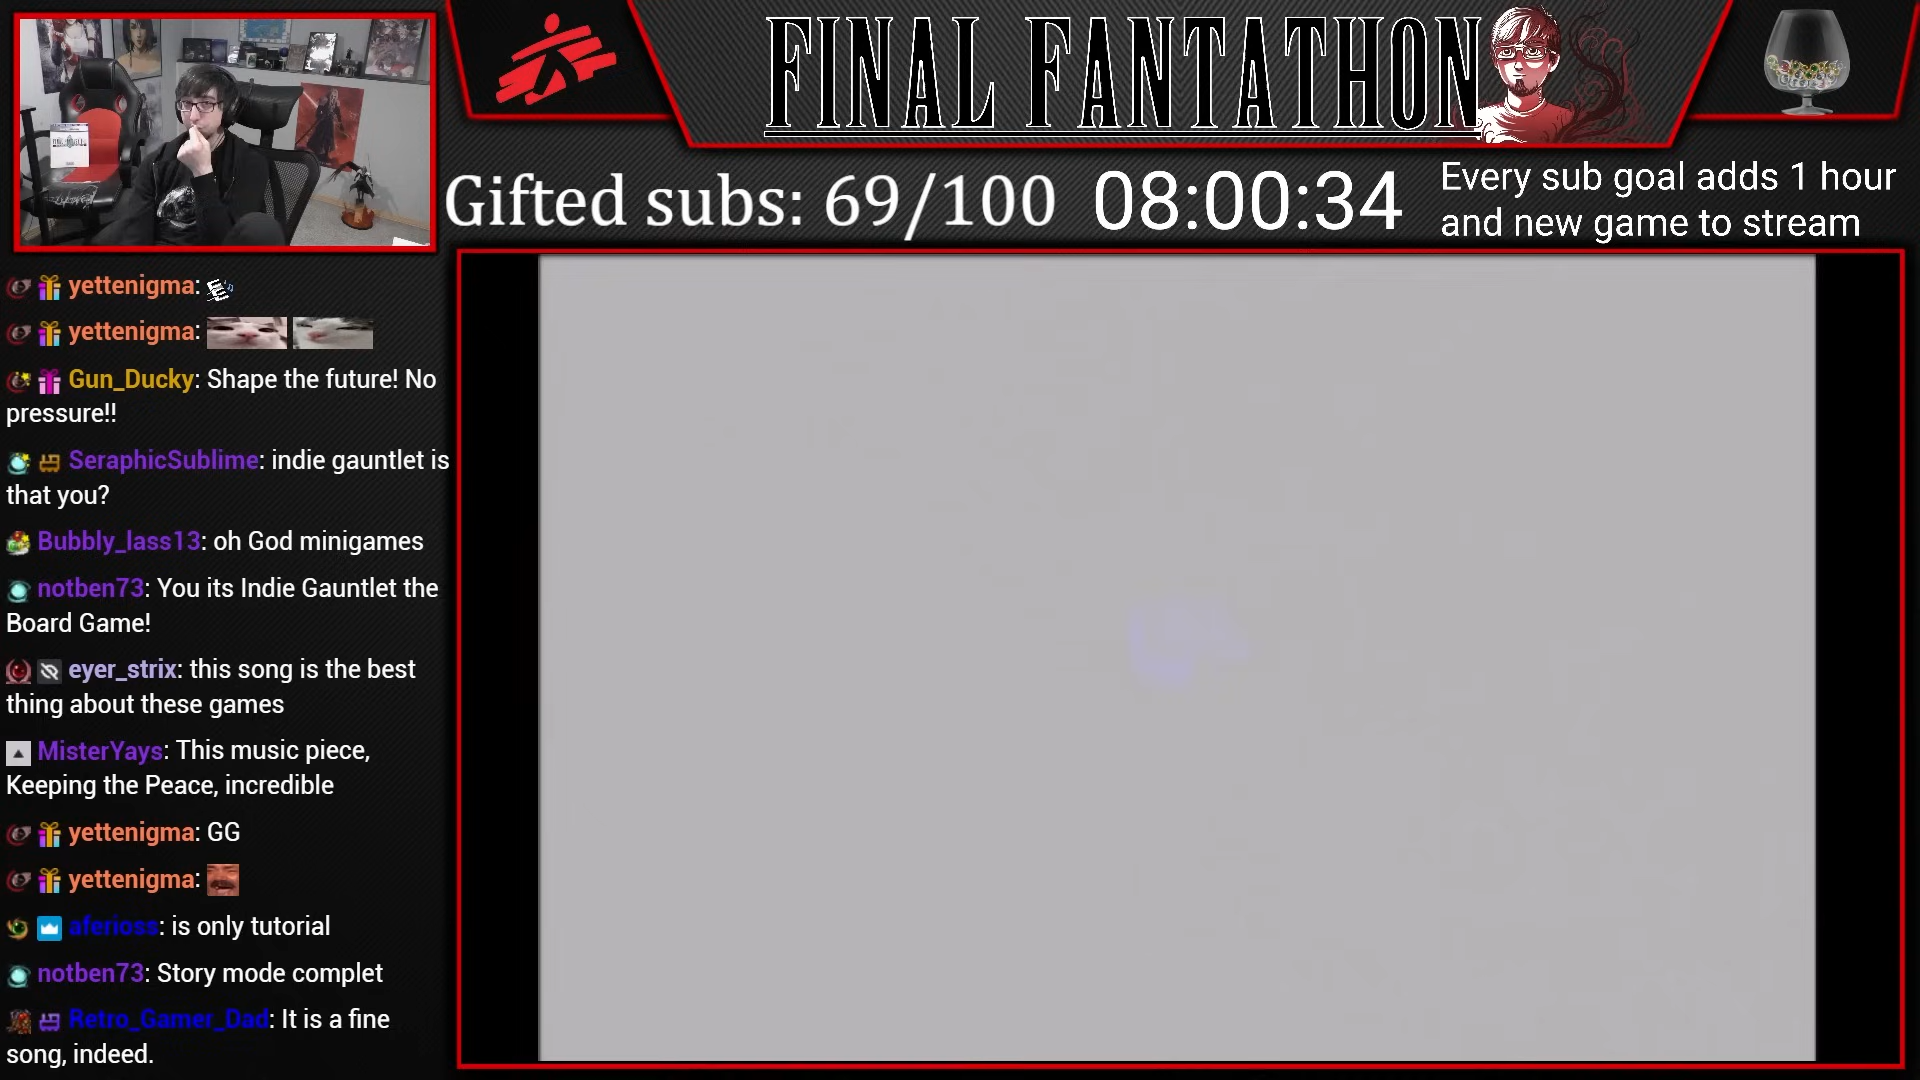 FINAL FANTATHON
Gifted subs: 69/100
08:00:34
Every sub goal adds 1 hour
and new game to stream
yettenigma:
yettenigma:
Gun_Ducky: Shape the future! No
pressure!!
SeraphicSublime: indie gauntlet is
that you?
Bubbly_lass13: oh God minigames
notben73: You its Indie Gauntlet the
Board Game!
eyer_strix: this song is the best
thing about these games
MisterYays: This music piece,
Keeping the Peace, incredible
yettenigma: GG
yettenigma:
aferioss: is only tutorial
notben73: Story mode complet
Retro_Gamer_Dad: It is a fine
song, indeed.